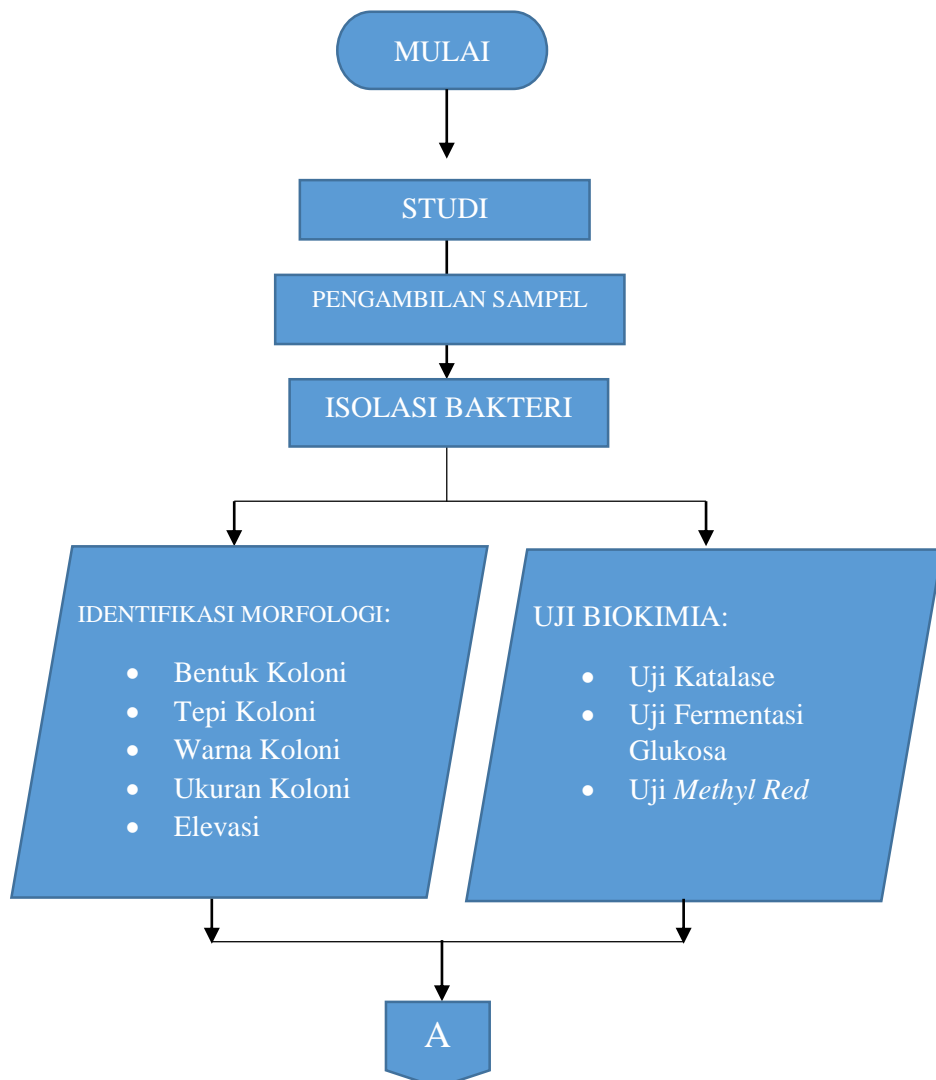 MULAI
STUDI
PENGAMBILAN SAMPEL
ISOLASI BAKTERI
IDENTIFIKASI MORFOLOGI:
• Bentuk Koloni
• Tepi Koloni
• Warna Koloni
• Ukuran Koloni
• Elevasi
UJI BIOKIMIA:
• Uji Katalase
• Uji Fermentasi
Glukosa
• Uji Methyl Red
A